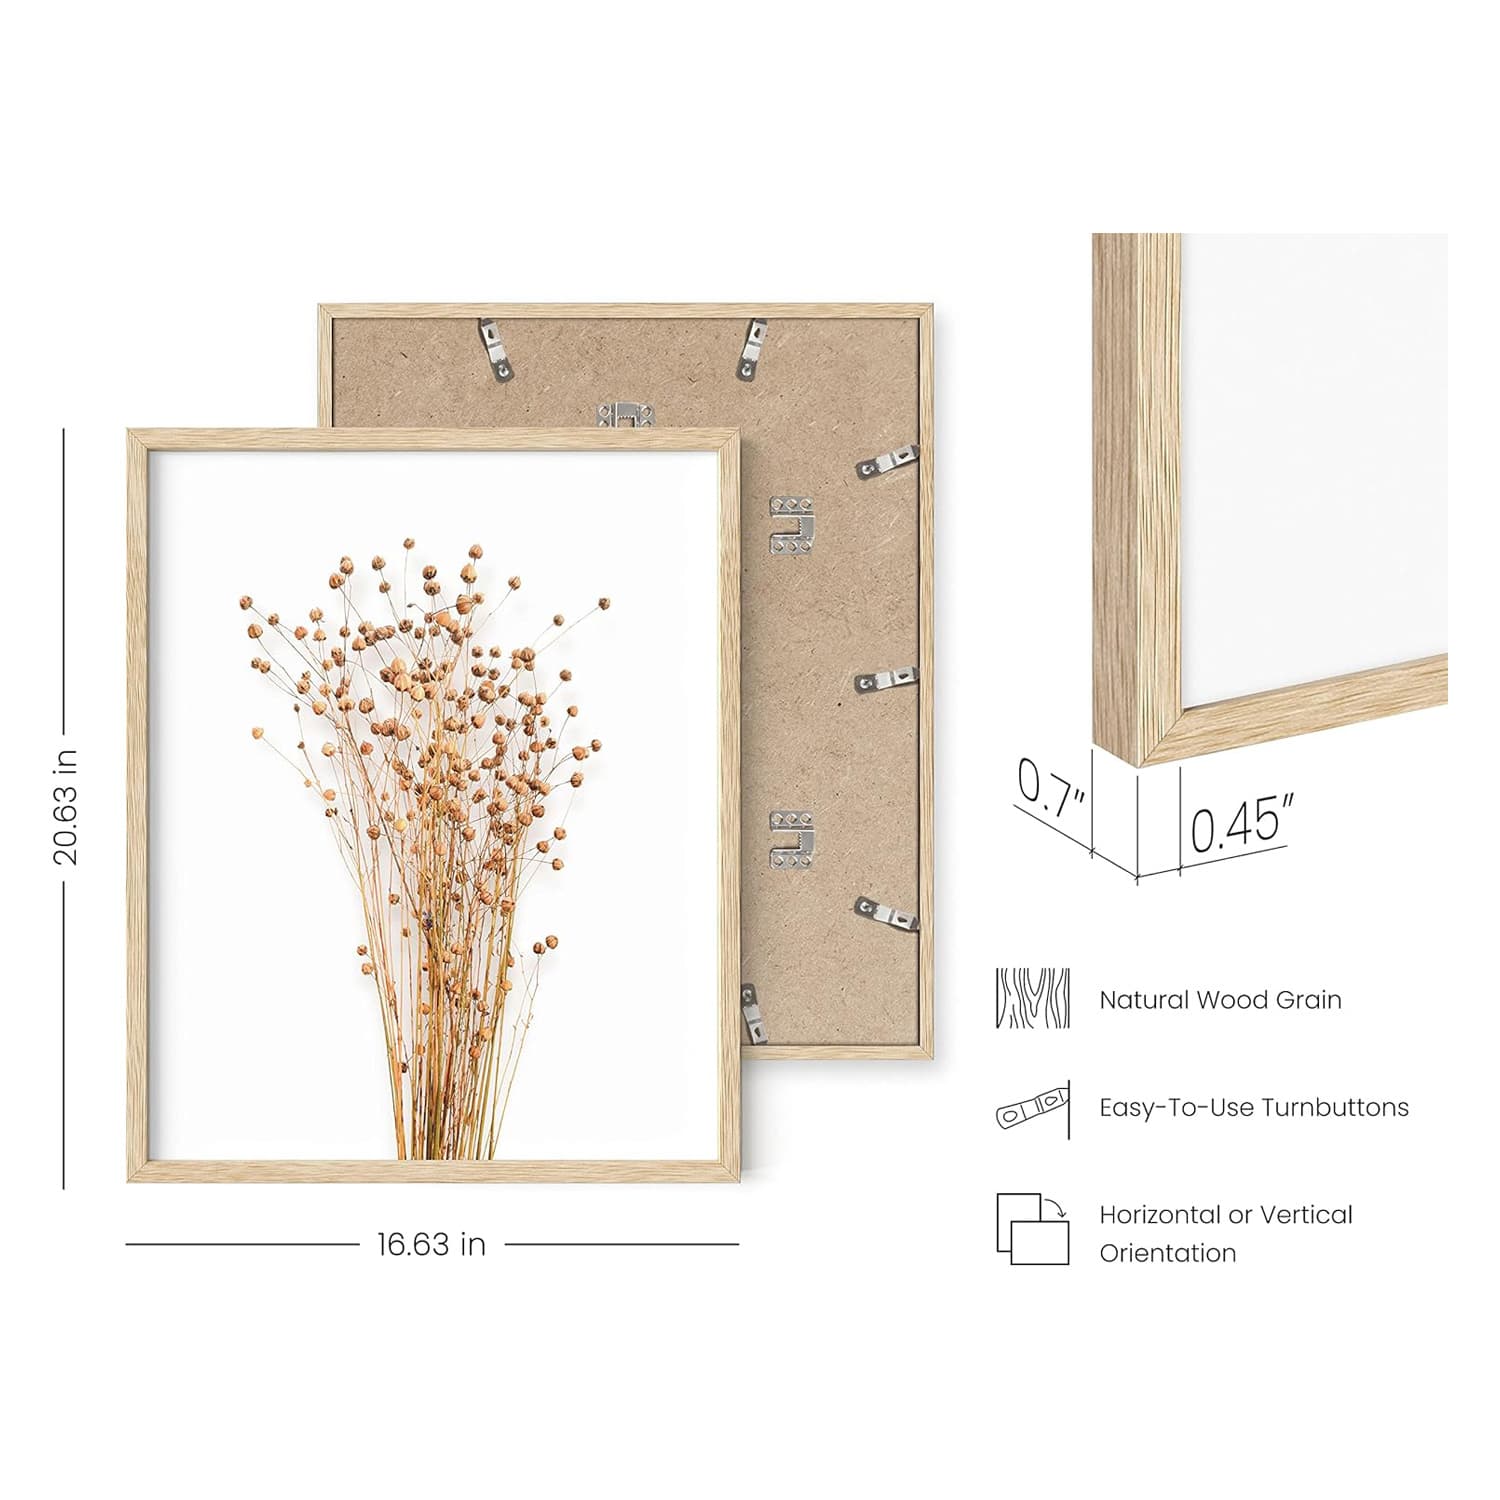 20.63 in
16.63 in
0.7"
0.45"
Natural Wood Grain
Easy-To-Use Turnbuttons
Horizontal or Vertical
Orientation